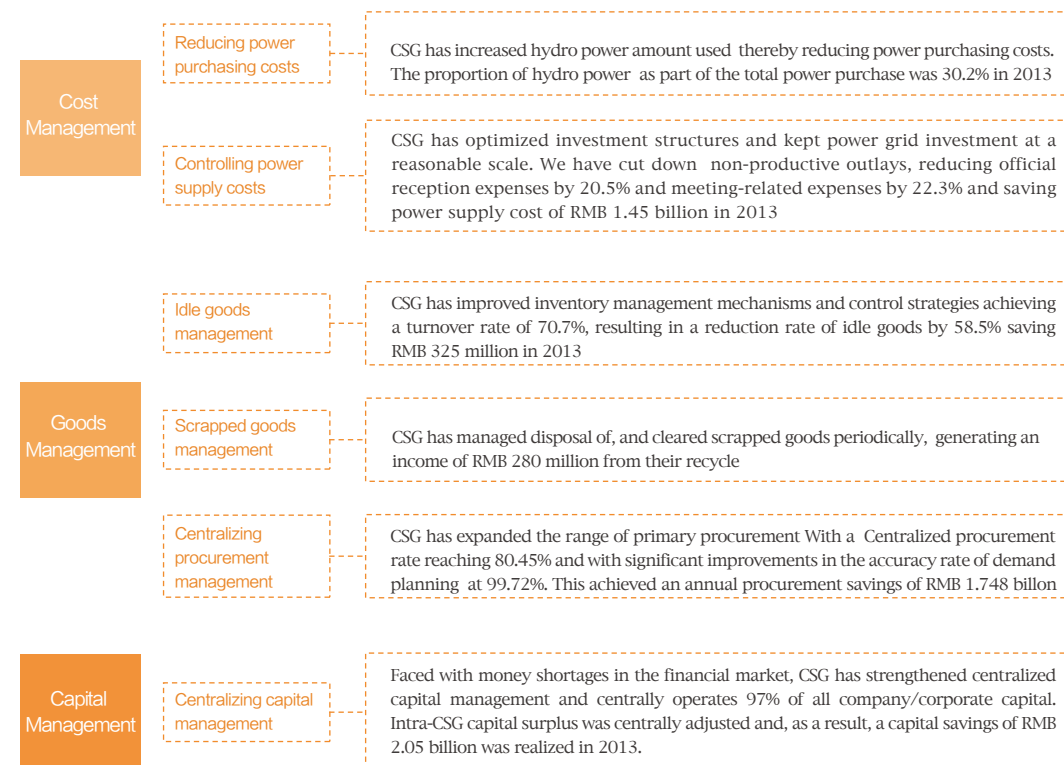 Cost
Management
Reducing power
purchasing costs
CSG has increased hydro power amount used thereby reducing power purchasing costs.
The proportion of hydro power as part of the total power purchase was 30.2% in 2013
Controlling power
supply costs
CSG has optimized investment structures and kept power grid investment at a
reasonable scale. We have cut down non-productive outlays, reducing official
reception expenses by 20.5% and meeting-related expenses by 22.3% and saving
power supply cost of RMB 1.45 billion in 2013
Goods
Management
Idle goods
management
CSG has improved inventory management mechanisms and control strategies achieving
a turnover rate of 70.7%, resulting in a reduction rate of idle goods by 58.5% saving
RMB 325 million in 2013
Scrapped goods
management
CSG has managed disposal of, and cleared scrapped goods periodically, generating an
income of RMB 280 million from their recycle
Centralizing
procurement
management
CSG has expanded the range of primary procurement With a Centralized procurement
rate reaching 80.45% and with significant improvements in the accuracy rate of demand
planning at 99.72%. This achieved an annual procurement savings of RMB 1.748 billon
Capital
Management
Centralizing capital
management
Faced with money shortages in the financial market, CSG has strengthened centralized
capital management and centrally operates 97% of all company/corporate capital.
Intra-CSG capital surplus was centrally adjusted and, as a result, a capital savings of RMB
2.05 billion was realized in 2013.